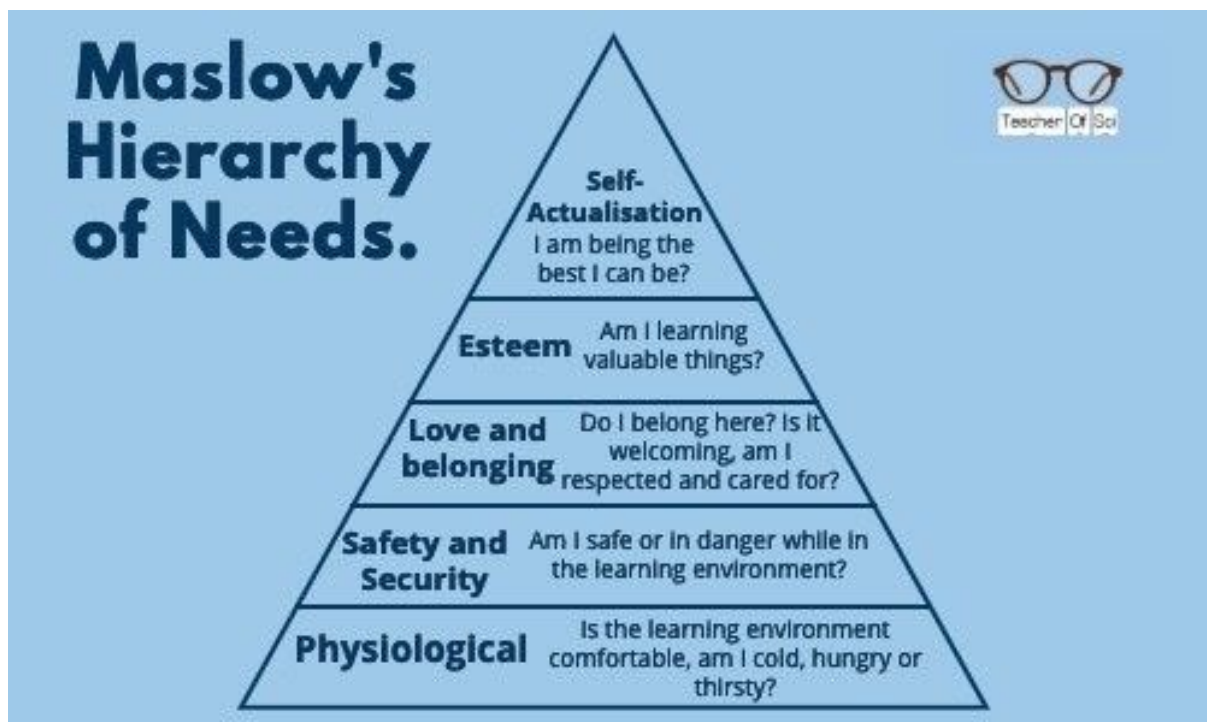 Maslow's
Hierarchy
of Needs.
Teacher Of Sci
Self-
Actualisation
I am being the
best I can be?
Esteem
Am I learning
valuable things?
Love and
belonging
Do I belong here? Is it
welcoming, am I
respected and cared for?
Safety and
Security
Am I safe or in danger while in
the learning environment?
Physiological
Is the learning environment
comfortable, am I cold, hungry or
thirsty?